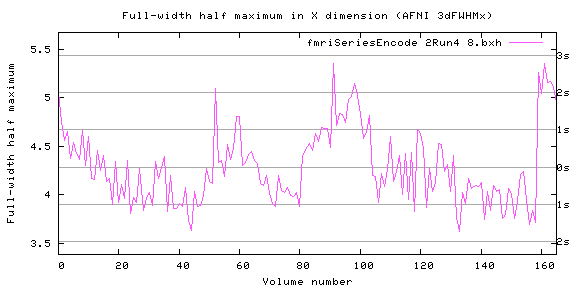 Full-width half maximum in X dimension (AFNI 3dFWHMx)
fmriSeriesEncode 2Run4 8.bxh
Full-width half maximum
5.5
5
4.5
4
3.5
3s
2s
1s
0s
1s
2s
0 20 40 60 80 100 120 140 160
Volume number